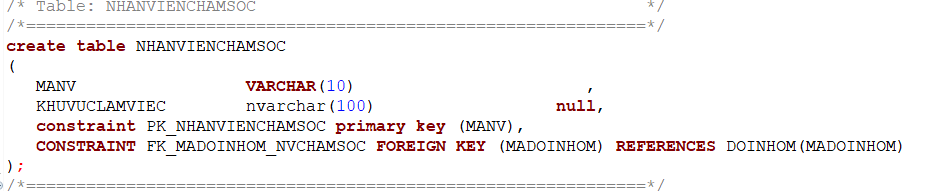 /* Table: NHANVIENCHAMSOC */
/*==============================================================*/
create table NHANVIENCHAMSOC
(
MANV VARCHAR(10) ,
KHUVUCLAMVIEC nvarchar(100) null,
constraint PK_NHANVIENCHAMSOC primary key (MANV),
CONSTRAINT FK_MADOINHOM_NVCHAMSOC FOREIGN KEY (MADOINHOM) REFERENCES DOINHOM(MADOINHOM)
);
/*==============================================================*/